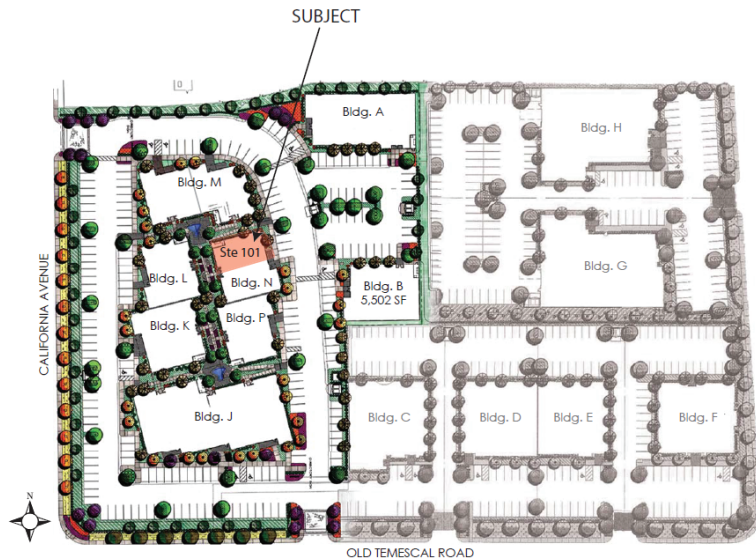 SUBJECT
Bldg. A
Bldg. H
Bldg. M
Ste 101
Bldg. L
Bldg. N
Bldg. B
5,502 SF
Bldg. G
Bldg. K
Bldg. P
CALIFORNIA AVENUE
Bldg. J
Bldg. C
Bldg. D
Bldg. E
Bldg. F
N
OLD TEMESCAL ROAD